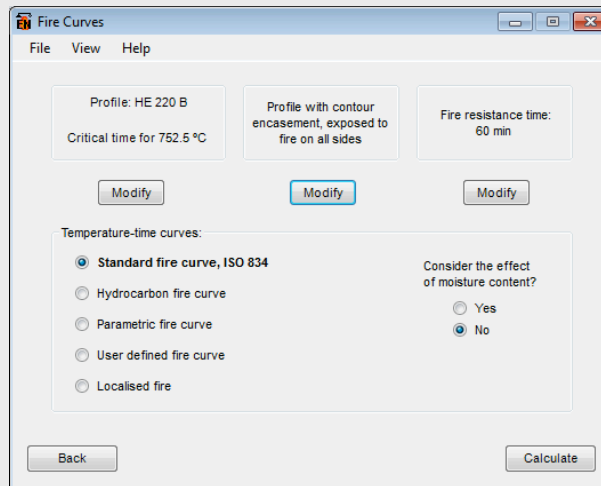 EN Fire Curves
File View Help
Profile: HE 220 B
Critical time for 752.5 ºC
Profile with contour
encasement, exposed to
fire on all sides
Fire resistance time:
60 min
Modify
Modify
Modify
Temperature-time curves:
Standard fire curve, ISO 834
Hydrocarbon fire curve
Parametric fire curve
User defined fire curve
Localised fire
Consider the effect
of moisture content?
Yes
No
Back
Calculate